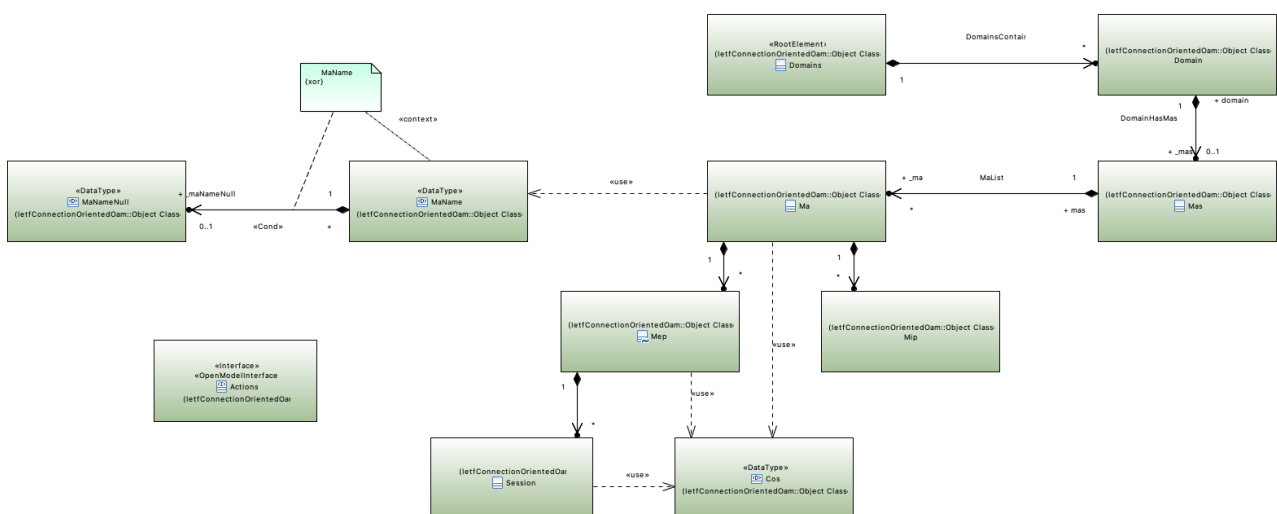 «RootElement›
(IetfConnectionOrientedOam::Object Class
Domains
DomainsContai
1
*
(IetfConnectionOrientedOam::Object Class
Domain
1
+ domain
DomainHasMas
+ _mas
0..1
MaName
{xor}
«context»
«DataType»
MaNameNull
(IetfConnectionOrientedOam::Object Class
+ _maNameNull
0..1
«Cond»
1
*
«DataType»
MaName
(IetfConnectionOrientedOam::Object Class
«use»
(IetfConnectionOrientedOam::Object Class
Ma
+ _ma
*
MaList
1
+ mas
(IetfConnectionOrientedOam::Object Class
Mas
1
*
1
*
(IetfConnectionOrientedOam::Object Class
Mep
(IetfConnectionOrientedOam::Object Class
Mip
«use»
«use»
«Interface»
«OpenModelInterface
Actions
(IetfConnectionOrientedOa
1
*
(IetfConnectionOrientedOa
Session
«use»
«DataType»
Cos
(IetfConnectionOrientedOam::Object Class